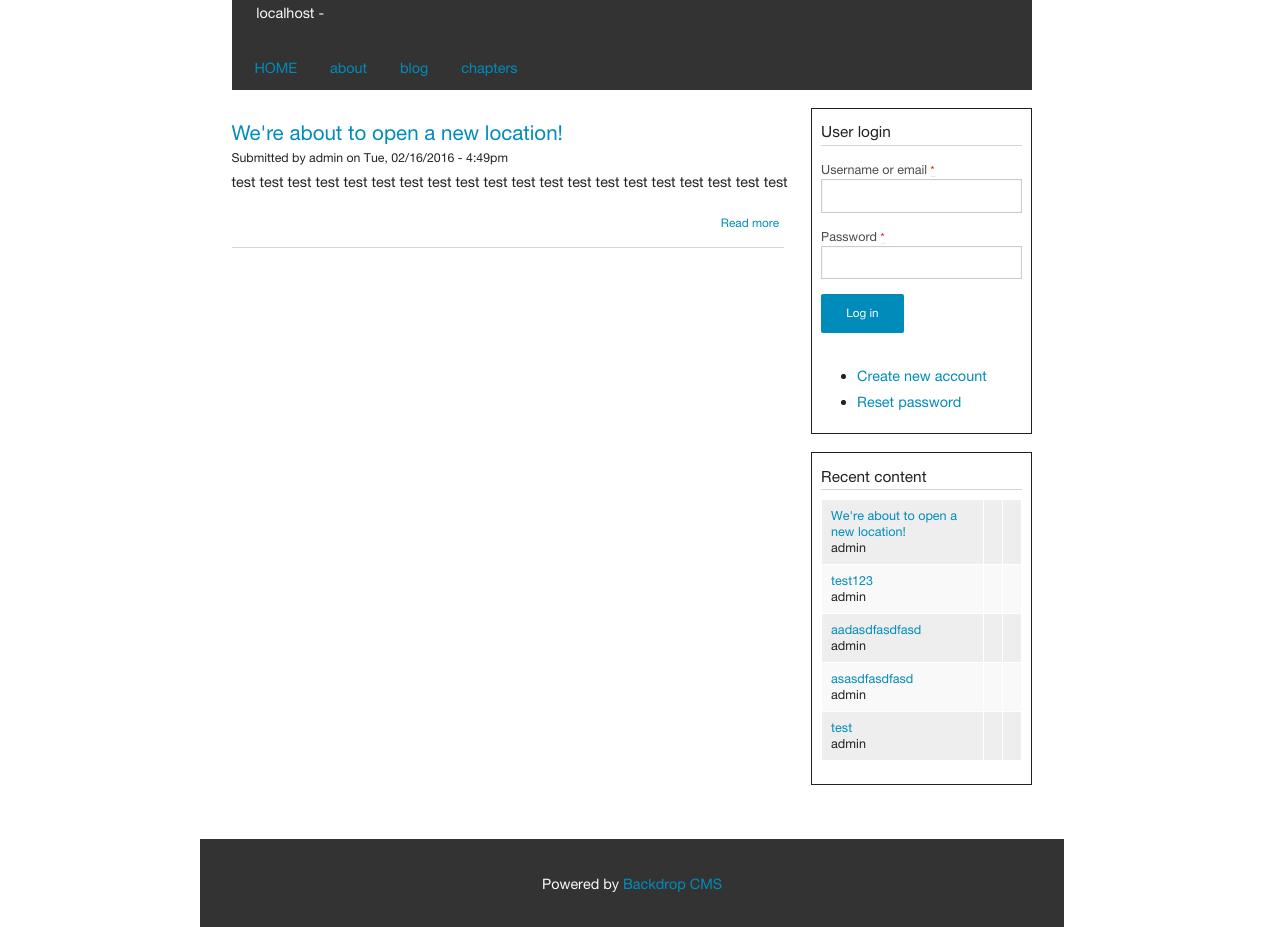 localhost -
HOME about blog chapters
We're about to open a new location!
Submitted by admin on Tue, 02/16/2016 - 4:49pm
test test test test test test test test test test test test test test test test test test test test
Read more
User login
Username or email *
Password *
Log in
Create new account
Reset password
Recent content
We're about to open a
new location!
admin
test123
admin
aadasdfasdfasd
admin
asasdfasdfasd
admin
test
admin
Powered by Backdrop CMS